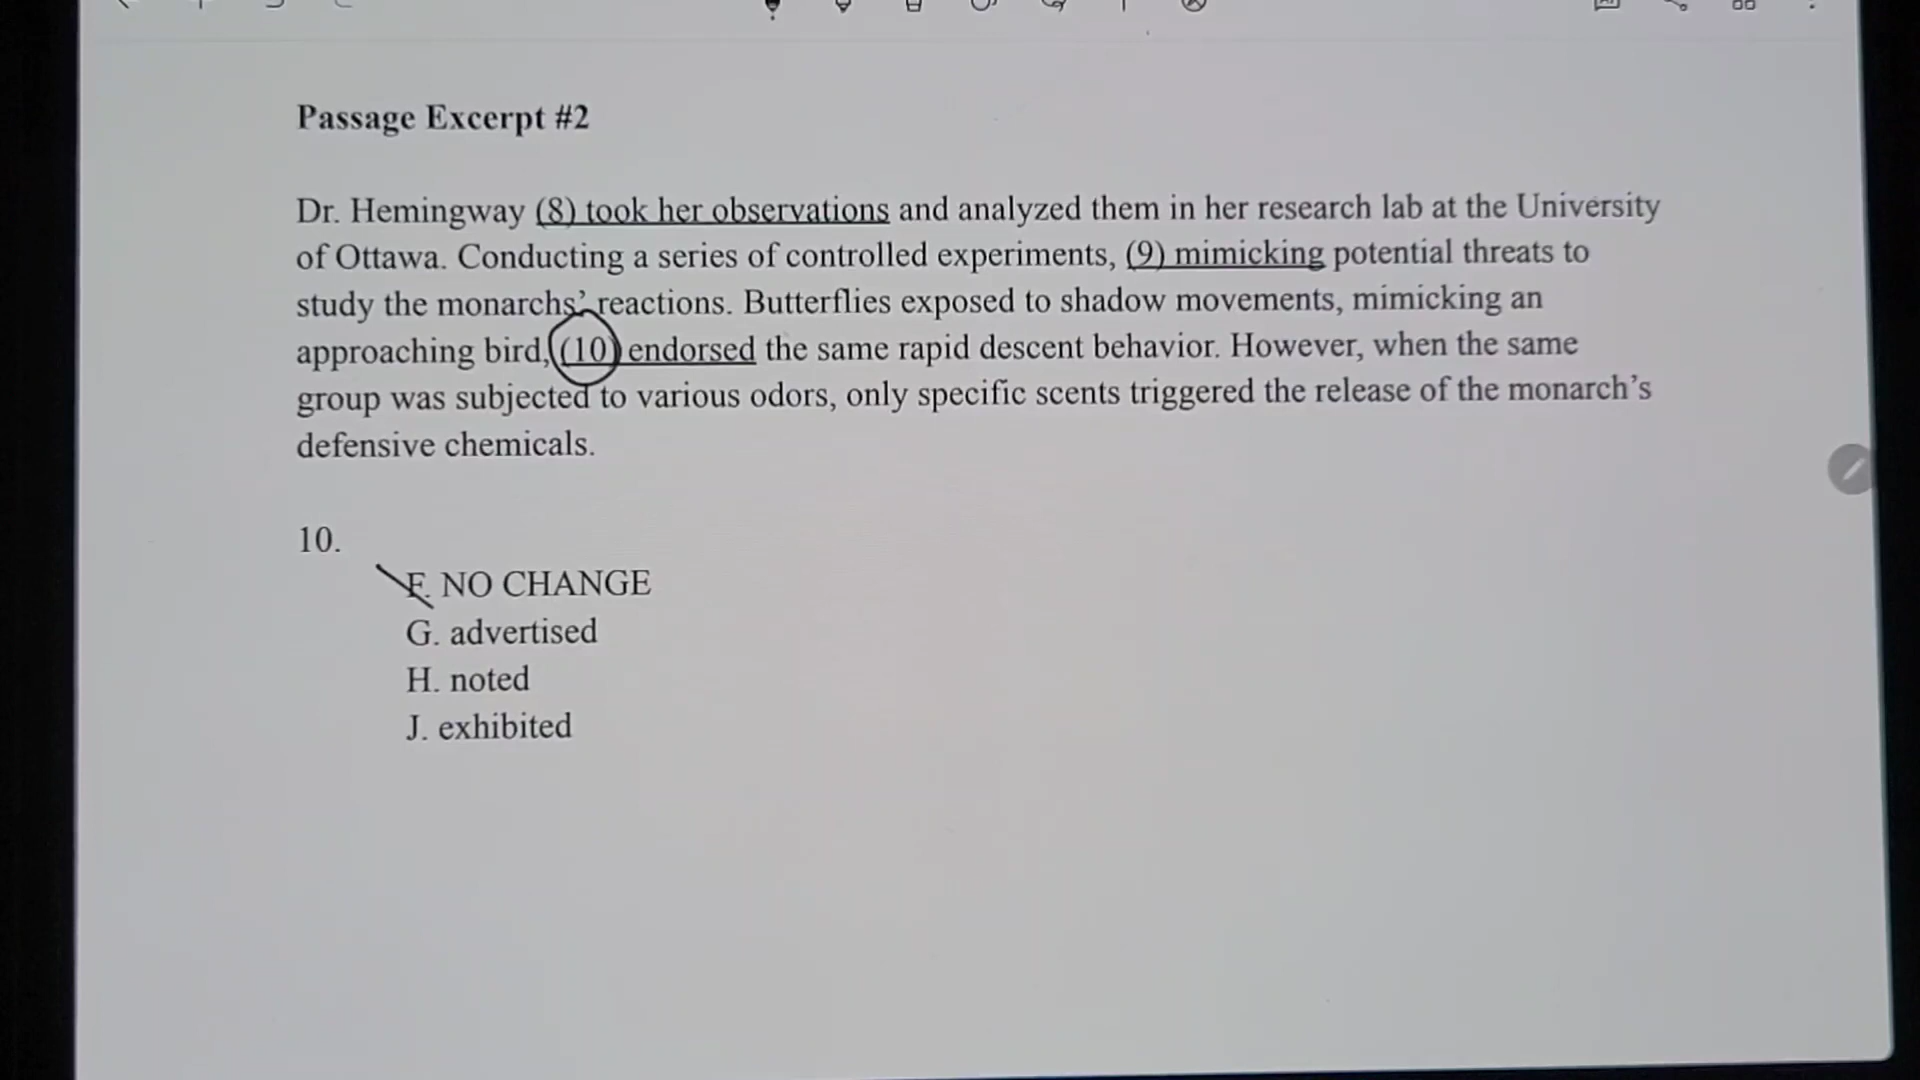 Passage Excerpt #2
Dr. Hemingway (8) took her observations and analyzed them in her research lab at the University
of Ottawa. Conducting a series of controlled experiments, (9) mimicking potential threats to
study the monarchs’ reactions. Butterflies exposed to shadow movements, mimicking an
approaching bird, (10) endorsed the same rapid descent behavior. However, when the same
group was subjected to various odors, only specific scents triggered the release of the monarch’s
defensive chemicals.
10.
F. NO CHANGE
G. advertised
H. noted
J. exhibited